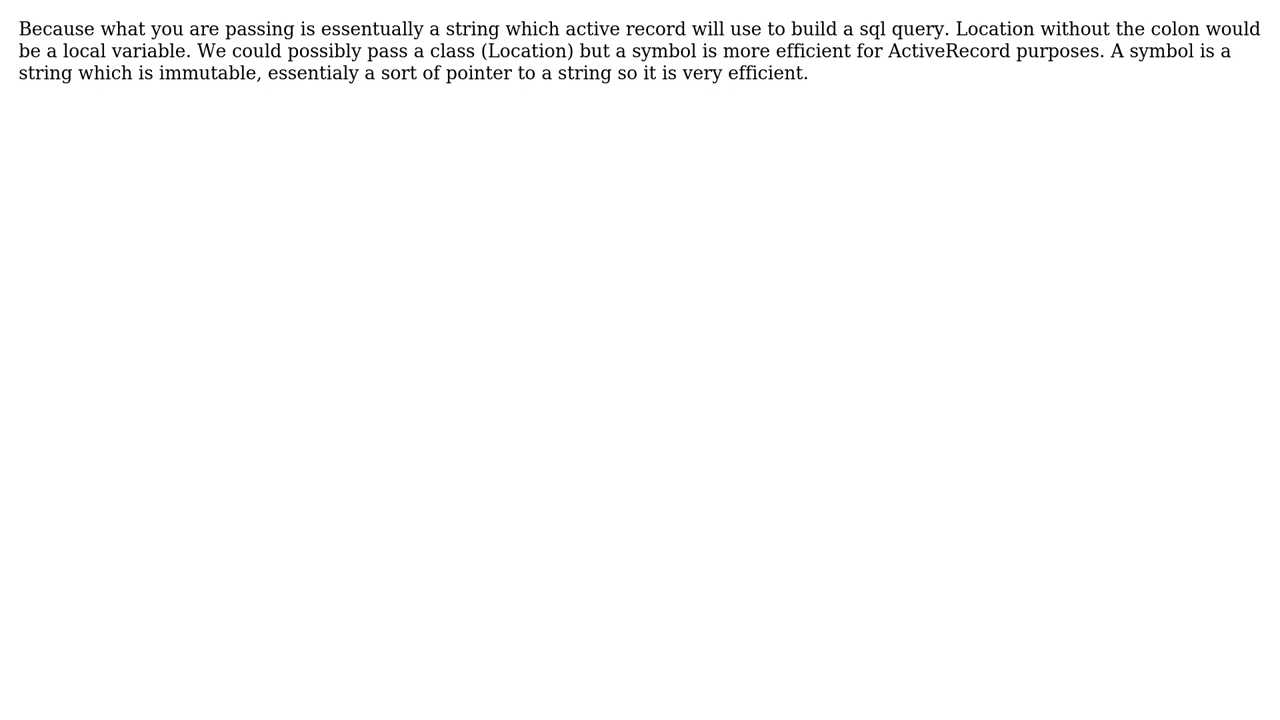 Because what you are passing is essentually a string which active record will use to build a sql query. Location without the colon would
be a local variable. We could possibly pass a class (Location) but a symbol is more efficient for ActiveRecord purposes. A symbol is a
string which is immutable, essentialy a sort of pointer to a string so it is very efficient.